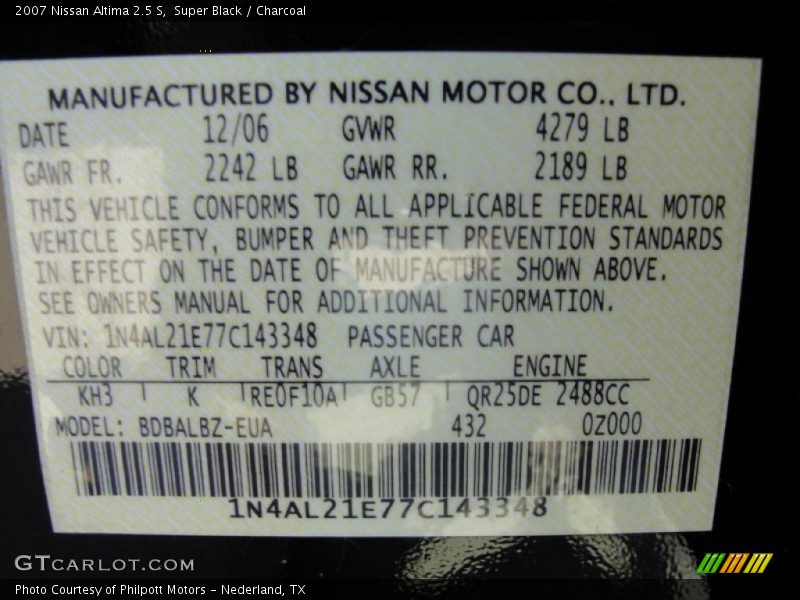 2007 Nissan Altima 2.5 S, Super Black / Charcoal
MANUFACTURED BY NISSAN MOTOR CO., LTD.
DATE 12/06 GVWR 4279 LB
GAWR FR. 2242 LB GAWR RR. 2189 LB
THIS VEHICLE CONFORMS TO ALL APPLICABLE FEDERAL MOTOR
VEHICLE SAFETY, BUMPER AND THEFT PREVENTION STANDARDS
IN EFFECT ON THE DATE OF MANUFACTURE SHOWN ABOVE.
SEE OWNERS MANUAL FOR ADDITIONAL INFORMATION.
VIN: 1N4AL21E77C143348 PASSENGER CAR
COLOR TRIM TRANS AXLE ENGINE
KH3 K RE0F10A GB57 QR25DE 2488CC
MODEL: BDBALBZ-EUA 432 0Z000
1N4AL21E77C143348
GTCARLOT.COM
Photo Courtesy of Philpott Motors - Nederland, TX